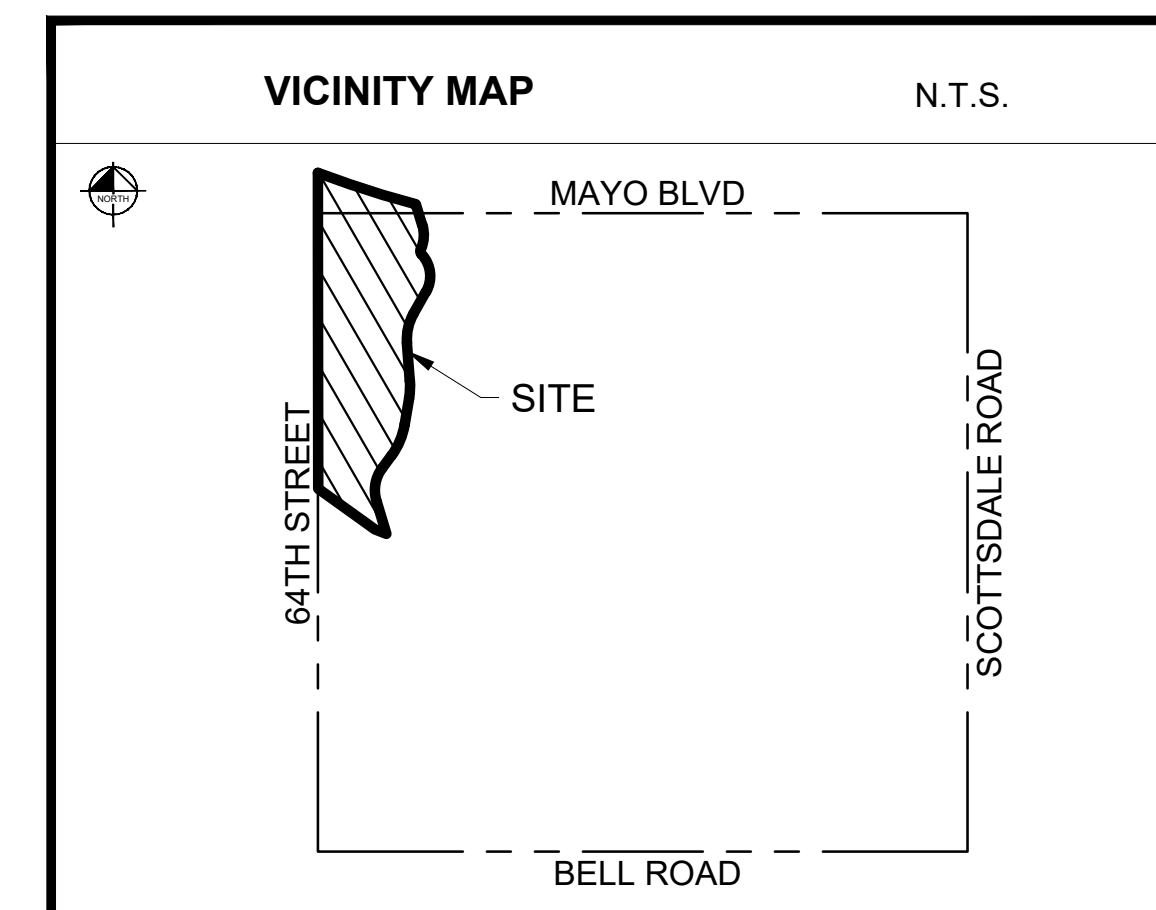 VICINITY MAP
N.T.S.
NORTH
MAYO BLVD
SITE
64TH STREET
SCOTTSDALE ROAD
BELL ROAD